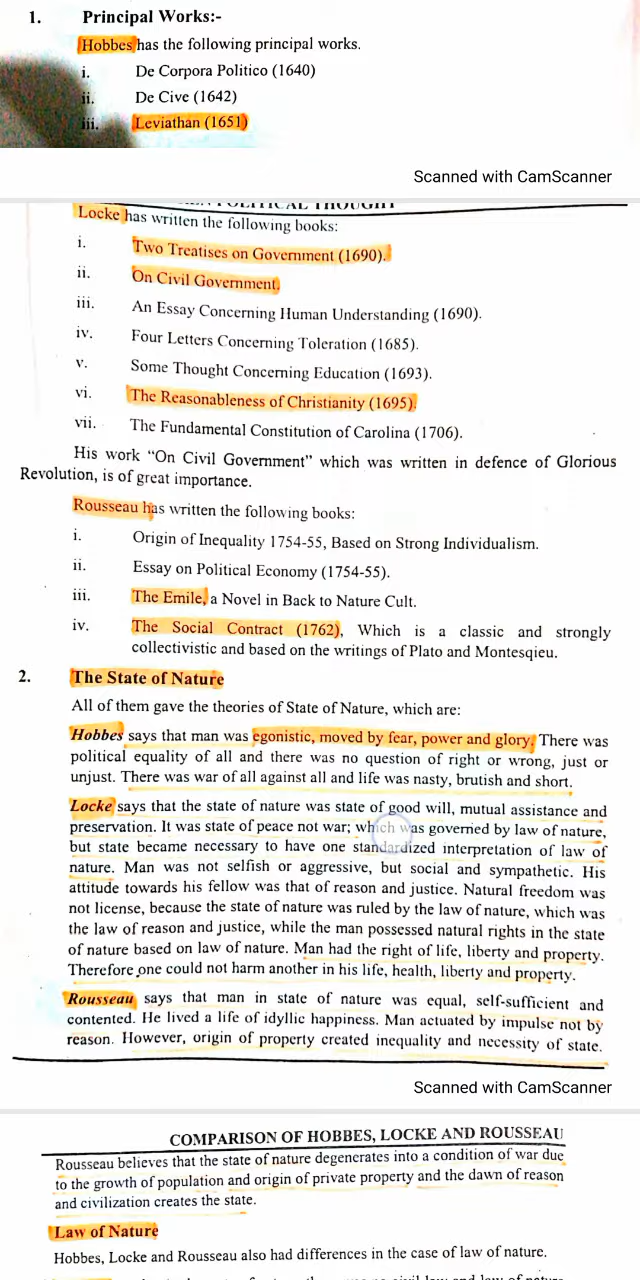 1. Principal Works:-
Hobbes has the following principal works.
i. De Corpora Politico (1640)
ii. De Cive (1642)
iii. Leviathan (1651)
Scanned with CamScanner
POLITICAL THOUGHT
Locke has written the following books:
i. Two Treatises on Government (1690).
ii. On Civil Government.
iii. An Essay Concerning Human Understanding (1690).
iv. Four Letters Concerning Toleration (1685).
v. Some Thought Concerning Education (1693).
vi. The Reasonableness of Christianity (1695).
vii. The Fundamental Constitution of Carolina (1706).
His work “On Civil Government” which was written in defence of Glorious
Revolution, is of great importance.
Rousseau has written the following books:
i. Origin of Inequality 1754-55, Based on Strong Individualism.
ii. Essay on Political Economy (1754-55).
iii. The Emile, a Novel in Back to Nature Cult.
iv. The Social Contract (1762), Which is a classic and strongly
collectivistic and based on the writings of Plato and Montesqieu.
2. The State of Nature
All of them gave the theories of State of Nature, which are:
Hobbes says that man was egonistic, moved by fear, power and glory. There was
political equality of all and there was no question of right or wrong, just or
unjust. There was war of all against all and life was nasty, brutish and short.
Locke says that the state of nature was state of good will, mutual assistance and
preservation. It was state of peace not war; which was governed by law of nature,
but state became necessary to have one standardized interpretation of law of
nature. Man was not selfish or aggressive, but social and sympathetic. His
attitude towards his fellow was that of reason and justice. Natural freedom was
not license, because the state of nature was ruled by the law of nature, which was
the law of reason and justice, while the man possessed natural rights in the state
of nature based on law of nature. Man had the right of life, liberty and property.
Therefore one could not harm another in his life, health, liberty and property.
Rousseau says that man in state of nature was equal, self-sufficient and
contented. He lived a life of idyllic happiness. Man actuated by impulse not by
reason. However, origin of property created inequality and necessity of state.
Scanned with CamScanner
COMPARISON OF HOBBES, LOCKE AND ROUSSEAU
Rousseau believes that the state of nature degenerates into a condition of war due
to the growth of population and origin of private property and the dawn of reason
and civilization creates the state.
Law of Nature
Hobbes, Locke and Rousseau also had differences in the case of law of nature.